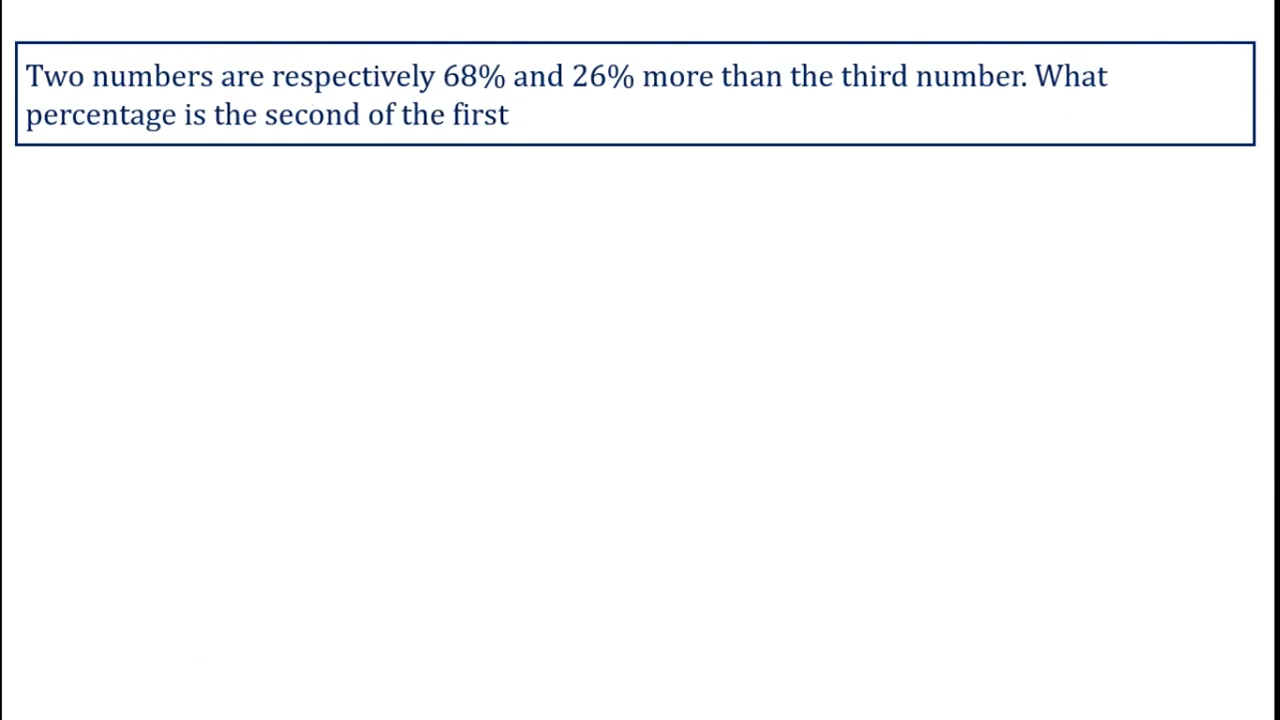 Two numbers are respectively 68% and 26% more than the third number. What
percentage is the second of the first